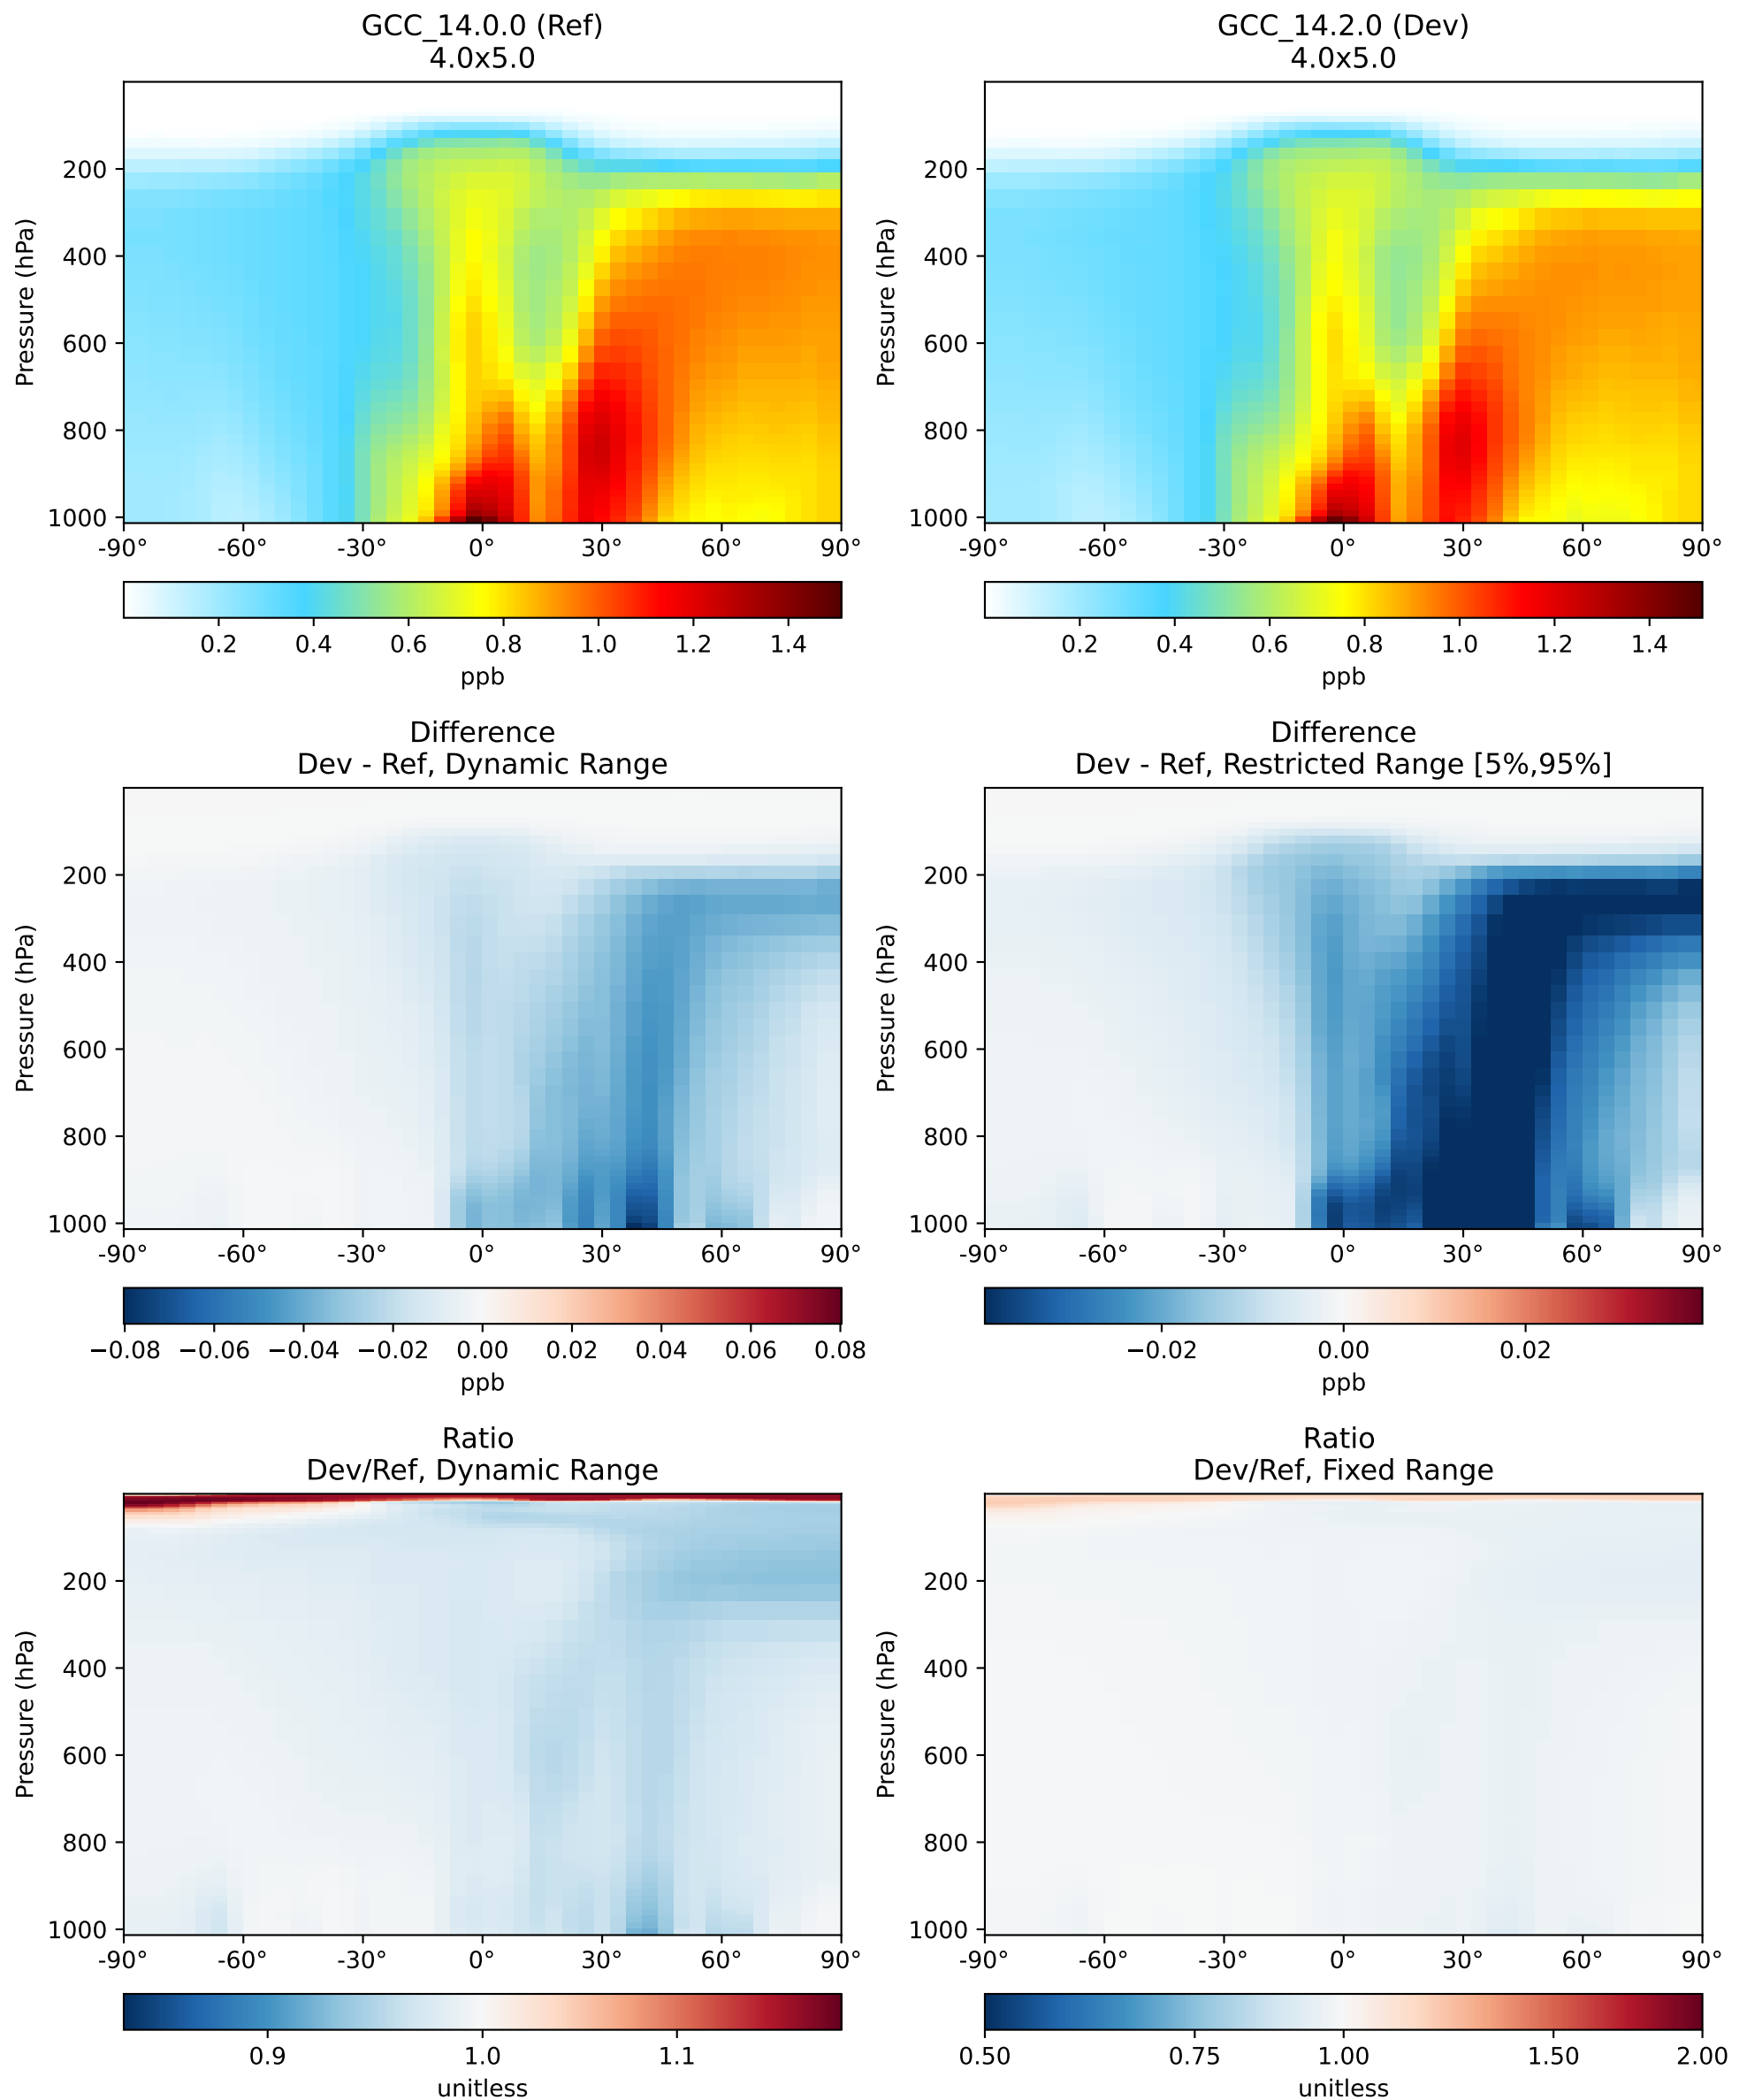 GCC_14.0.0 (Ref)
4.0x5.0
Pressure (hPa)
200
400
600
800
1000
-90° -60° -30° 0° 30° 60° 90°
0.2 0.4 0.6 0.8 1.0 1.2 1.4
ppb
GCC_14.2.0 (Dev)
4.0x5.0
Pressure (hPa)
200
400
600
800
1000
-90° -60° -30° 0° 30° 60° 90°
0.2 0.4 0.6 0.8 1.0 1.2 1.4
ppb
Difference
Dev - Ref, Dynamic Range
Pressure (hPa)
200
400
600
800
1000
-90° -60° -30° 0° 30° 60° 90°
−0.08 −0.06 −0.04 −0.02 0.00 0.02 0.04 0.06 0.08
ppb
Difference
Dev - Ref, Restricted Range [5%,95%]
Pressure (hPa)
200
400
600
800
1000
-90° -60° -30° 0° 30° 60° 90°
−0.02 0.00 0.02
ppb
Ratio
Dev/Ref, Dynamic Range
Pressure (hPa)
200
400
600
800
1000
-90° -60° -30° 0° 30° 60° 90°
0.9 1.0 1.1
unitless
Ratio
Dev/Ref, Fixed Range
Pressure (hPa)
200
400
600
800
1000
-90° -60° -30° 0° 30° 60° 90°
0.50 0.75 1.00 1.50 2.00
unitless